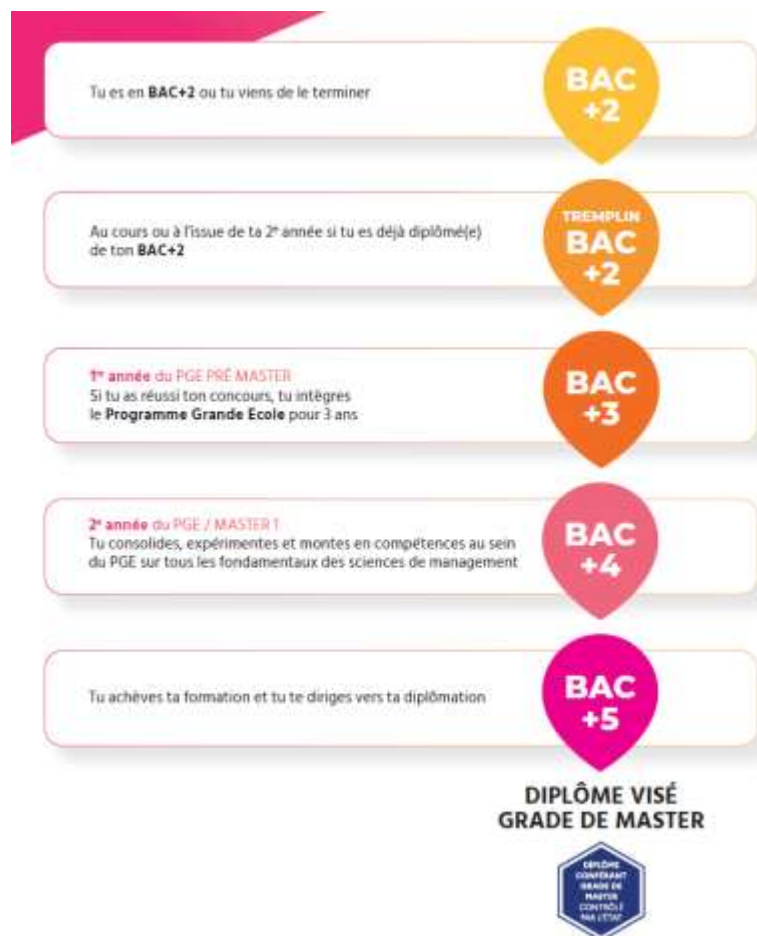 Tu es en BAC+2 ou tu viens de le terminer
BAC
+2
Au cours ou à l'issue de ta 2e année si tu es déjà diplômé(e)
de ton BAC+2
TREMPLIN
BAC
+2
1re année du PGE PRÉ MASTER
Si tu as réussi ton concours, tu intègres
le Programme Grande Ecole pour 3 ans
BAC
+3
2e année du PGE / MASTER 1
Tu consolides, expérimentes et montes en compétences au sein
du PGE sur tous les fondamentaux des sciences de management
BAC
+4
Tu achèves ta formation et tu te diriges vers ta diplômation
BAC
+5
DIPLÔME VISÉ
GRADE DE MASTER
DIPLÔME
CONFÉRANT
GRADE DE
MASTER
CONTRÔLÉ
PAR L'ÉTAT